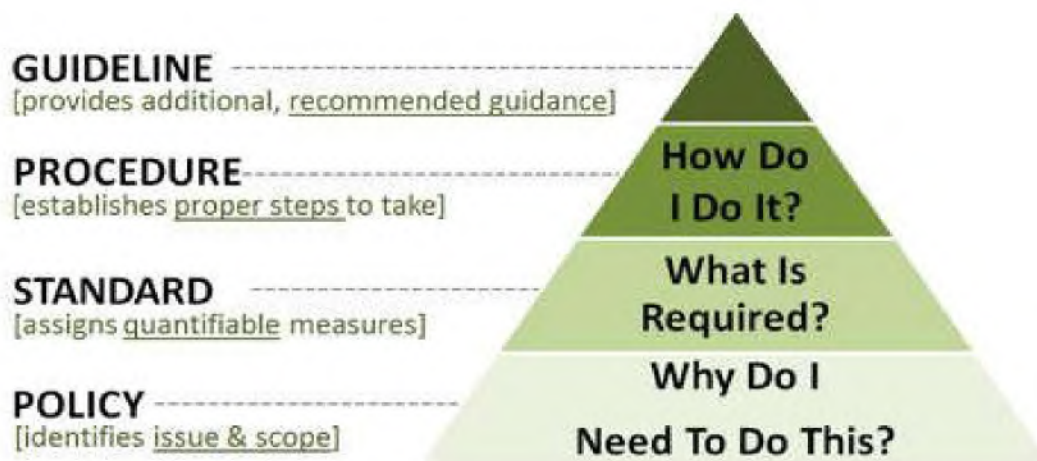 GUIDELINE
[provides additional, recommended guidance]
PROCEDURE
[establishes proper steps to take]
How Do
I Do It?
STANDARD
[assigns quantifiable measures]
What Is
Required?
POLICY
[identifies issue & scope]
Why Do I
Need To Do This?